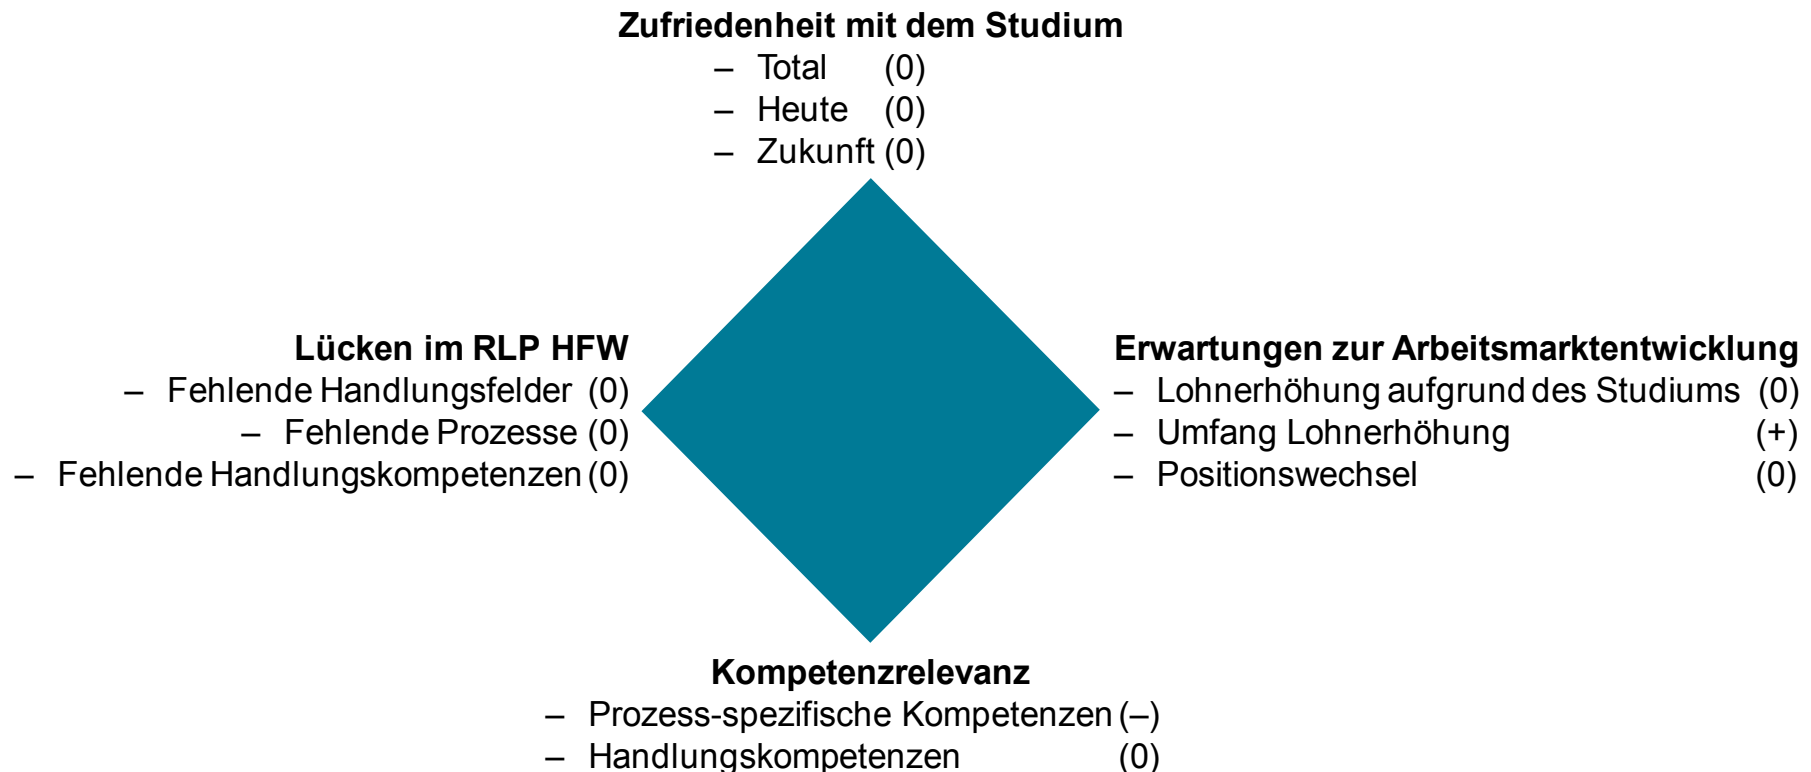 Zufriedenheit mit dem Studium
– Total (0)
– Heute (0)
– Zukunft (0)
Lücken im RLP HFW
– Fehlende Handlungsfelder (0)
– Fehlende Prozesse (0)
– Fehlende Handlungskompetenzen (0)
Erwartungen zur Arbeitsmarktentwicklung
– Lohnerhöhung aufgrund des Studiums (0)
– Umfang Lohnerhöhung (+)
– Positionswechsel (0)
Kompetenzrelevanz
– Prozess-spezifische Kompetenzen (–)
– Handlungskompetenzen (0)